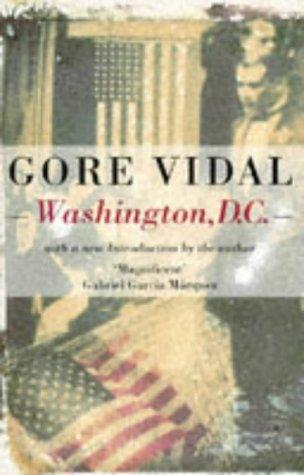 GORE VIDAL
Washington, D.C.
with a new Introduction by the author
'Magnificent'
Gabriel García Márquez